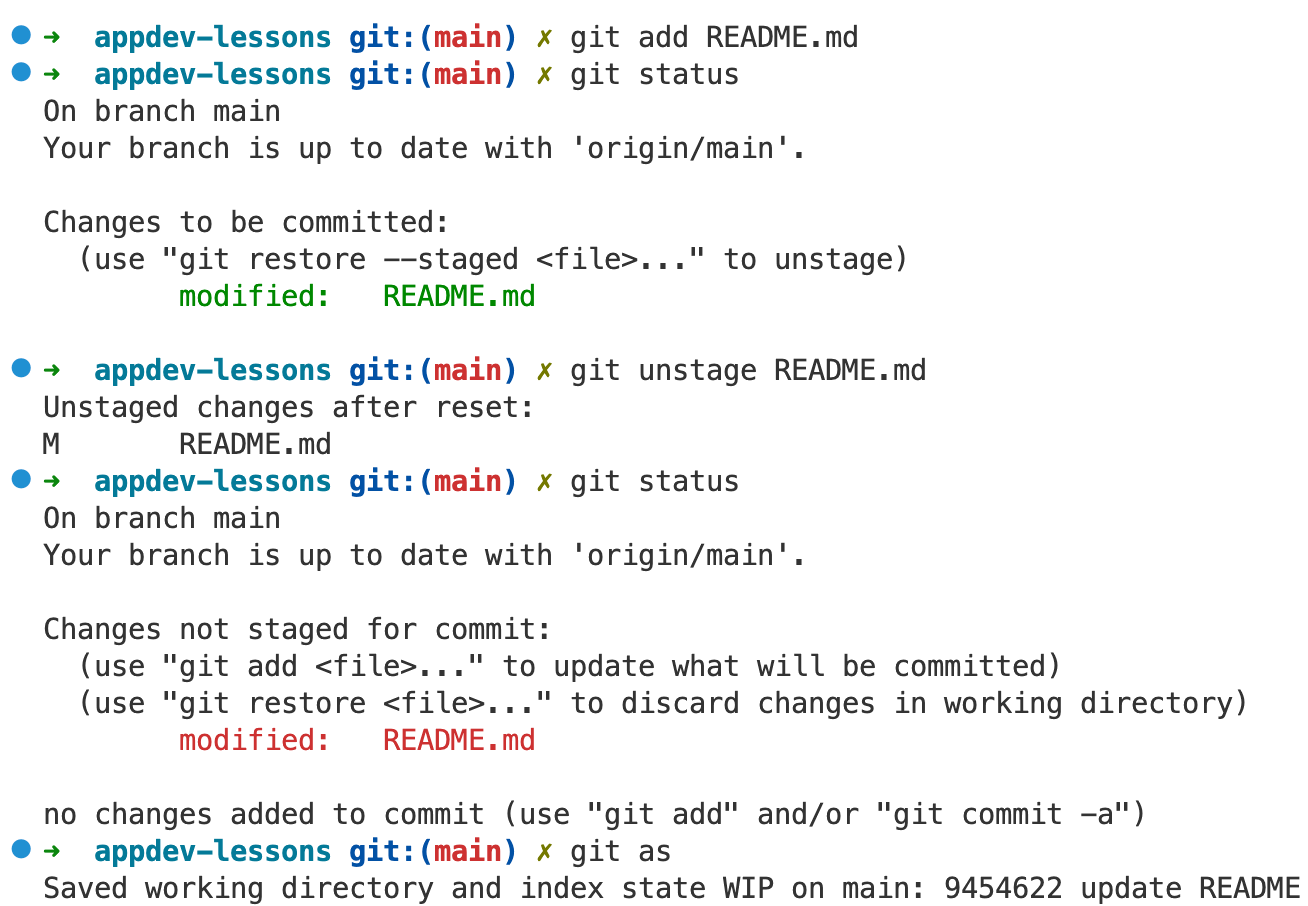 ➜  appdev-lessons git:(main) ✗ git add README.md
➜  appdev-lessons git:(main) ✗ git status
On branch main
Your branch is up to date with 'origin/main'.

Changes to be committed:
  (use "git restore --staged <file>..." to unstage)
        modified:   README.md

➜  appdev-lessons git:(main) ✗ git unstage README.md
Unstaged changes after reset:
M       README.md
➜  appdev-lessons git:(main) ✗ git status
On branch main
Your branch is up to date with 'origin/main'.

Changes not staged for commit:
  (use "git add <file>..." to update what will be committed)
  (use "git restore <file>..." to discard changes in working directory)
        modified:   README.md

no changes added to commit (use "git add" and/or "git commit -a")
➜  appdev-lessons git:(main) ✗ git as
Saved working directory and index state WIP on main: 9454622 update README